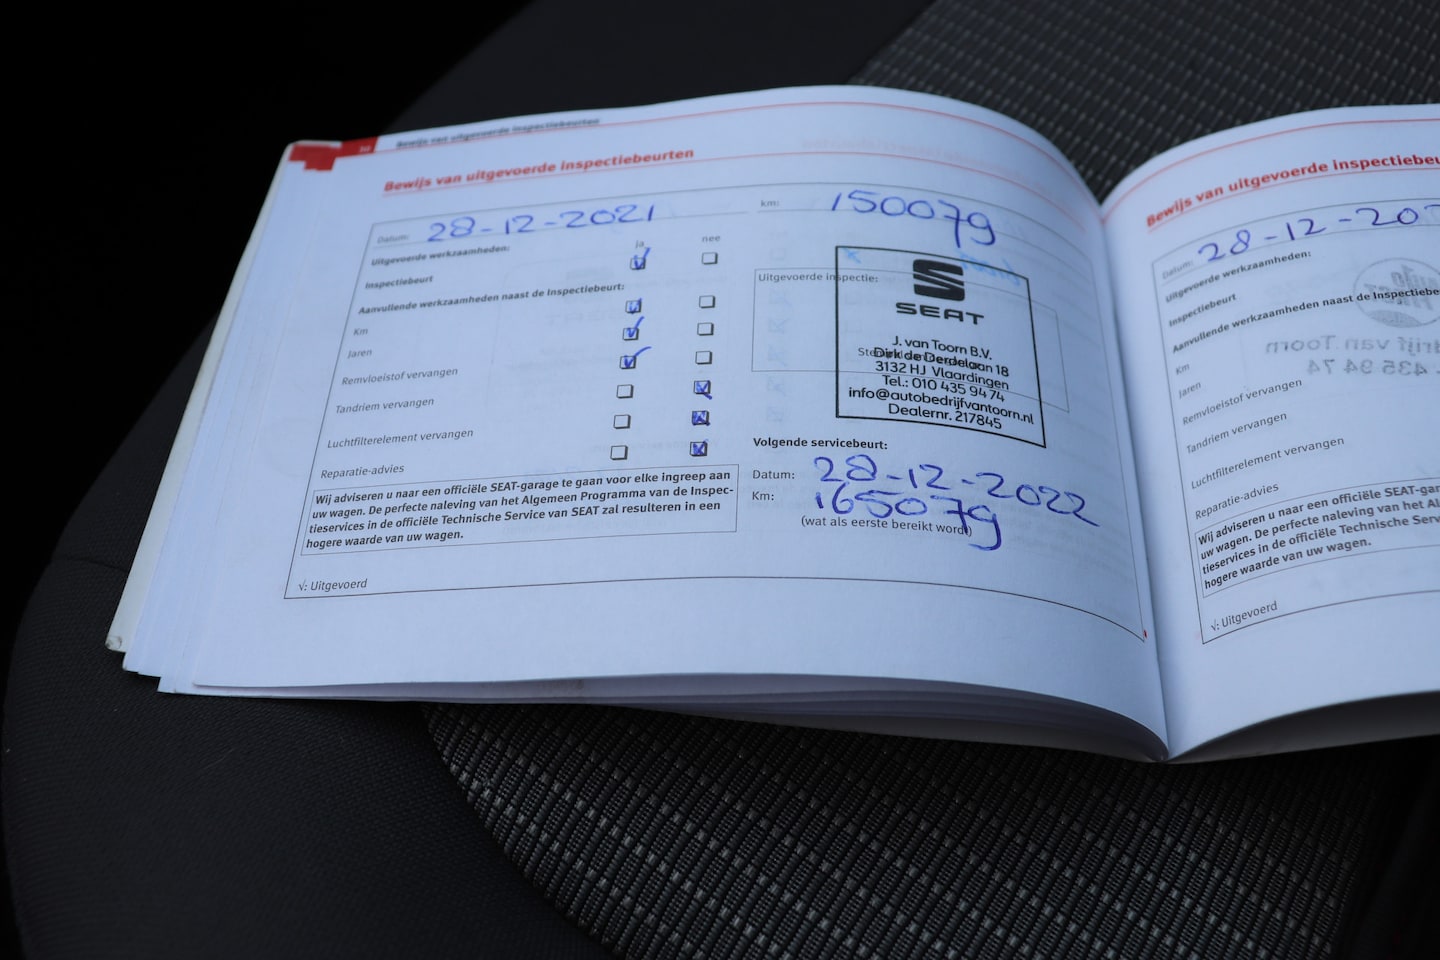 Bewijs van uitgevoerde inspectiebeurten
Bewijs van uitgevoerde inspectiebeurten
Datum: 28-12-2021
km: 150079
Uitgevoerde werkzaamheden:
ja
nee
Inspectiebeurt
Aanvullende werkzaamheden naast de Inspectiebeurt:
Km
Jaren
Remvloeistof vervangen
Tandriem vervangen
Luchtfilterelement vervangen
Reparatie-advies
Wij adviseren u naar een officiële SEAT-garage te gaan voor elke ingreep aan
uw wagen. De perfecte naleving van het Algemeen Programma van de Inspec-
tieservices in de officiële Technische Service van SEAT zal resulteren in een
hogere waarde van uw wagen.
√: Uitgevoerd
Uitgevoerde inspectie:
SEAT
J. van Toorn B.V.
Dirk de Derdelaan 18
3132 HJ Vlaardingen
Tel.: 010 435 94 74
info@autobedrijfvantoorn.nl
Dealernr. 217845
Volgende servicebeurt:
Datum: 28-12-2022
Km: 165079
(wat als eerste bereikt wordt)
Bewijs van uitgevoerde inspectiebeu
Datum: 28-12-20
Uitgevoerde werkzaamheden:
Inspectiebeurt
Aanvullende werkzaamheden naast de Inspectiebe
Km
Jaren
Remvloeistof vervangen
Tandriem vervangen
Luchtfilterelement vervangen
Reparatie-advies
Wij adviseren u naar een officiële SEAT-gara
uw wagen. De perfecte naleving van het Al
tieservices in de officiële Technische Servic
hogere waarde van uw wagen.
√: Uitgevoerd